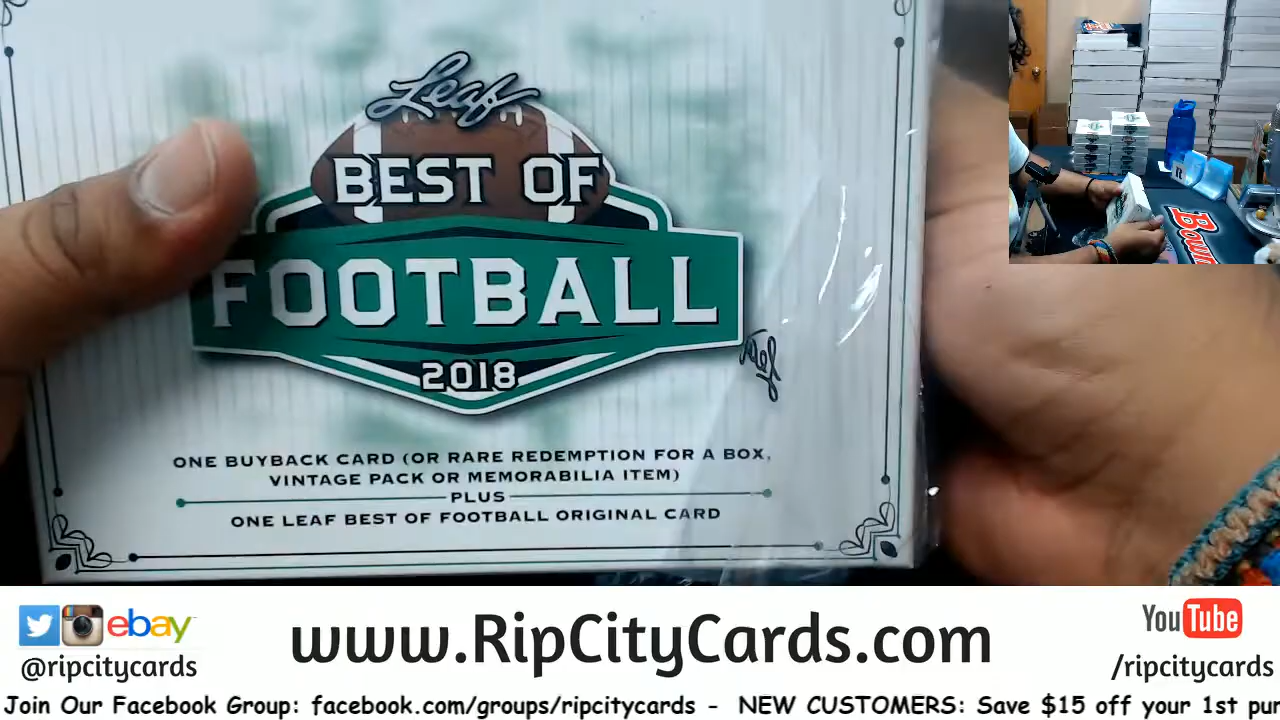 Leaf
BEST OF
FOOTBALL
2018
Leaf
ONE BUYBACK CARD (OR RARE REDEMPTION FOR A BOX,
VINTAGE PACK OR MEMORABILIA ITEM)
PLUS
ONE LEAF BEST OF FOOTBALL ORIGINAL CARD
R
Bowm
ebay
@ripcitycards
www.RipCityCards.com
YouTube
/ripcitycards
Join Our Facebook Group: facebook.com/groups/ripcitycards - NEW CUSTOMERS: Save $15 off your 1st pur